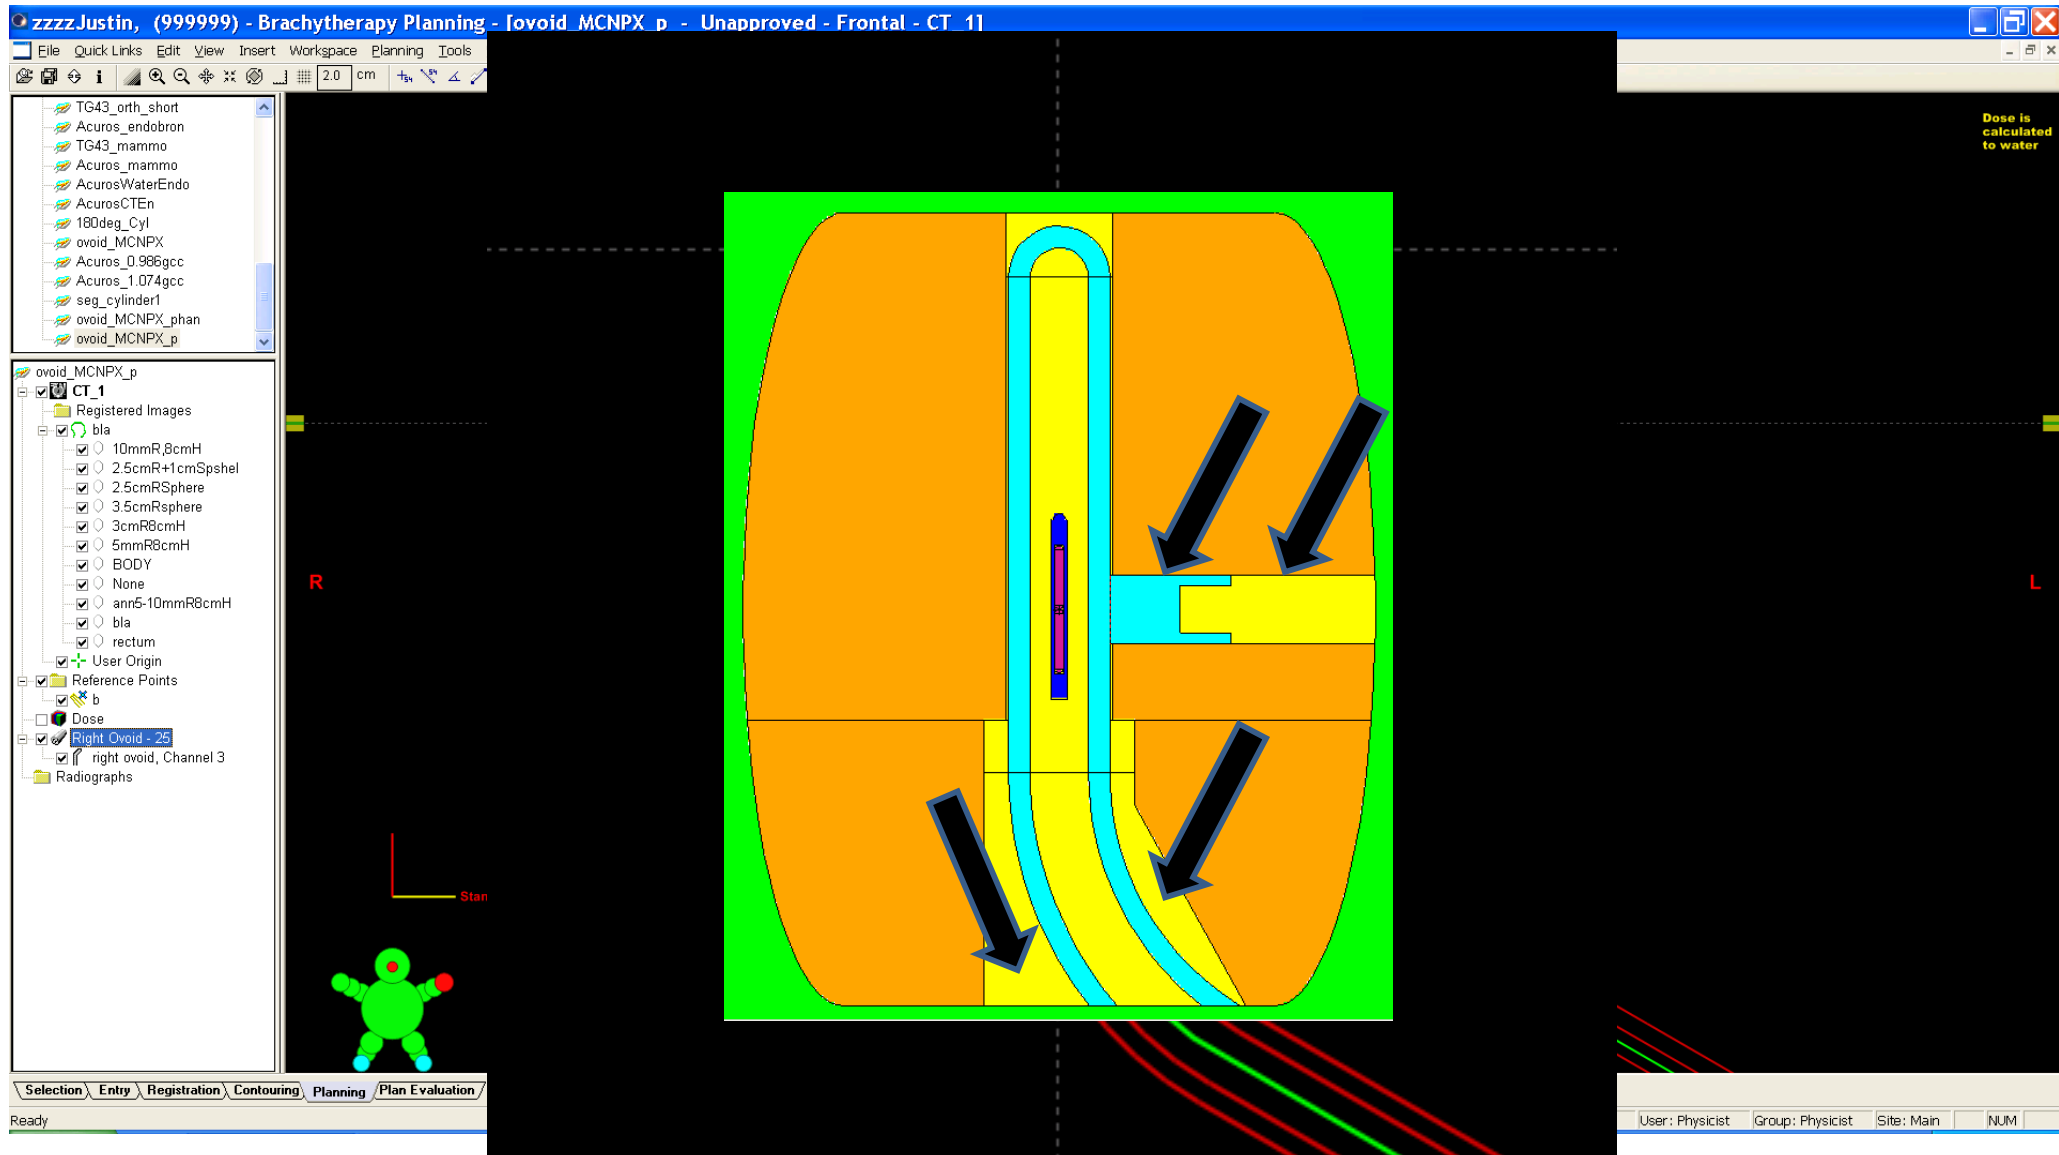 zzzzJustin, (999999) - Brachytherapy Planning - [ovoid_MCNPX_p - Unapproved - Frontal - CT_1]
File Quick Links Edit View Insert Workspace Planning Tools
2.0 cm
TG43_orth_short
Acuros_endobron
TG43_mammo
Acuros_mammo
AcurosWaterEndo
AcurosCTEn
180deg_Cyl
ovoid_MCNPX
Acuros_0.986gcc
Acuros_1.074gcc
seg_cylinder1
ovoid_MCNPX_phan
ovoid_MCNPX_p
ovoid_MCNPX_p
CT_1
Registered Images
bla
10mmR,8cmH
2.5cmR+1cmSpshel
2.5cmRSphere
3.5cmRsphere
3cmR8cmH
5mmR8cmH
BODY
None
ann5-10mmR8cmH
bla
rectum
User Origin
Reference Points
b
Dose
Right Ovoid - 25
right ovoid, Channel 3
Radiographs
Dose is
calculated
to water
R
L
Stan
Selection Entry Registration Contouring Planning Plan Evaluation
Ready
User: Physicist Group: Physicist Site: Main NUM